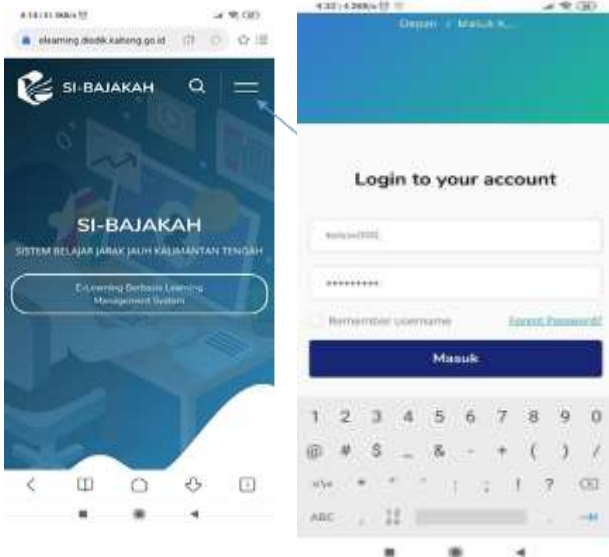 elearning.disdik.kalteng.go.id
SI-BAJAKAH
SI-BAJAKAH
SISTEM BELAJAR JARAK JAUH KALIMANTAN TENGAH
E-Learning Berbasis Learning
Management System
Depan / Masuk k...
Login to your account
•••••••••
Remember username
Forgot Password?
Masuk
1 2 3 4 5 6 7 8 9 0
@ # $ _ & - + ( ) /
=\< * " ' : ; ! ?
ABC ,